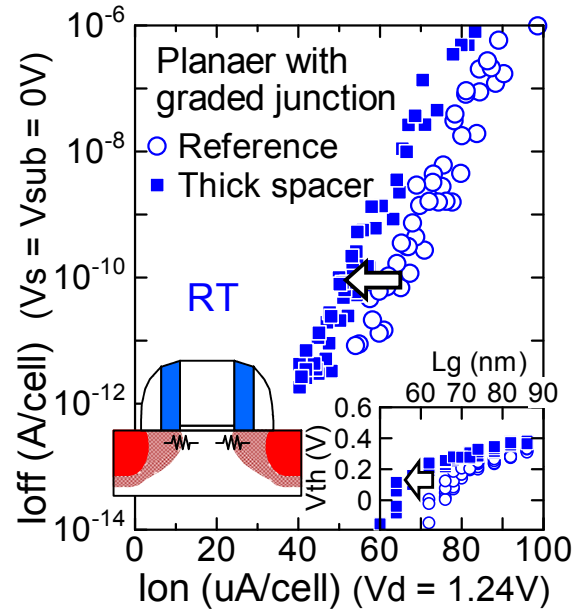 Planaer with
graded junction
Reference
Thick spacer
RT
Ioff (A/cell) (Vs = Vsub = 0V)
10-6
10-8
10-10
10-12
10-14
0 20 40 60 80 100
Ion (uA/cell) (Vd = 1.24V)
Lg (nm)
60 70 80 90
Vth (V)
0.6
0.4
0.2
0